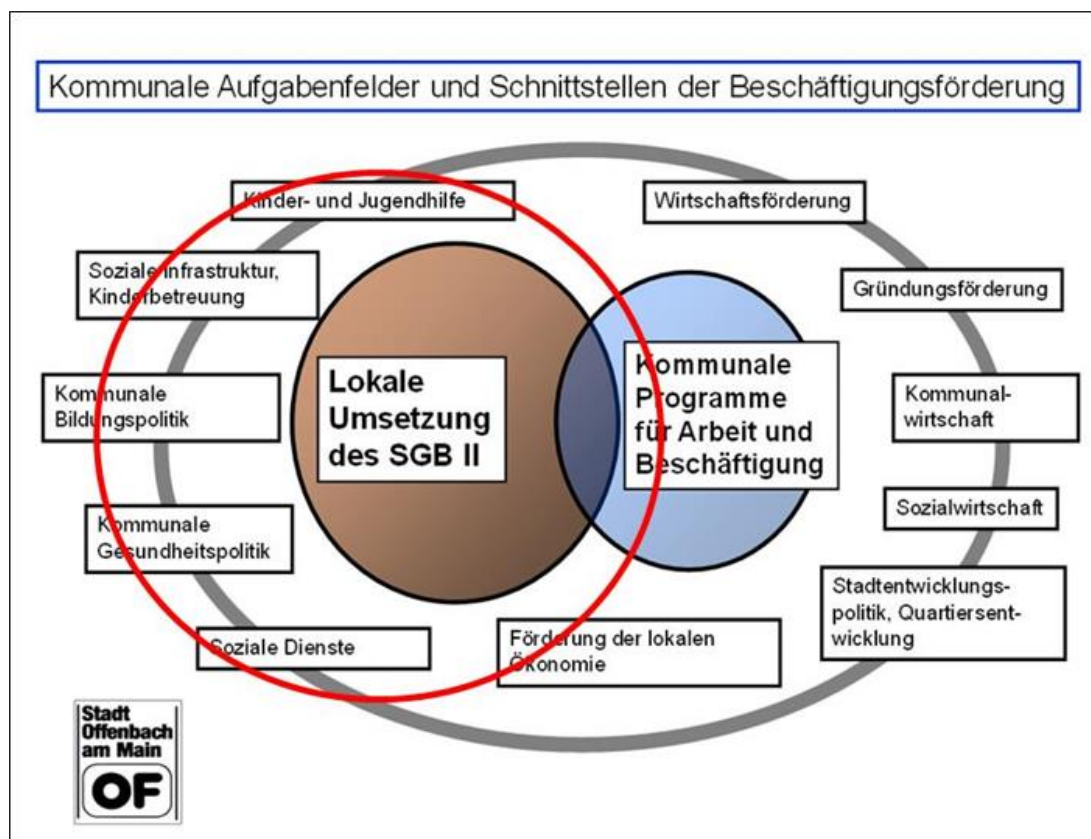 Kommunale Aufgabenfelder und Schnittstellen der Beschäftigungsförderung
Kinder- und Jugendhilfe
Wirtschaftsförderung
Soziale Infrastruktur,
Kinderbetreuung
Gründungsförderung
Lokale
Umsetzung
des SGB II
Kommunale
Programme
für Arbeit und
Beschäftigung
Kommunale
Bildungspolitik
Kommunal-
wirtschaft
Sozialwirtschaft
Kommunale
Gesundheitspolitik
Stadtentwicklungs-
politik, Quartiersent-
wicklung
Soziale Dienste
Förderung der lokalen
Ökonomie
Stadt
Offenbach
am Main
OF